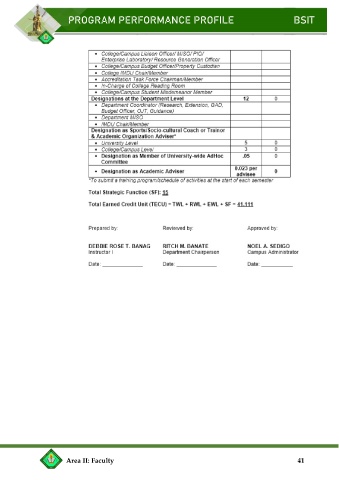 PROGRAM PERFORMANCE PROFILE BSIT
• College/Campus Liaison Officer/ MISO/ PIO/
Enterprise Laboratory/ Resource Generation Officer
• College/Campus Budget Officer/Property Custodian
• College IMDU Chair/Member
• Accreditation Task Force Chairman/Member
• In-Charge of College Reading Room
• College/Campus Student Misdemeanor Member
Designations at the Department Level 12 0
• Department Coordinator (Research, Extension, GAD,
Budget Officer, OJT, Guidance)
• Department MISO
• IMDU Chair/Member
Designation as Sports/Socio-cultural Coach or Trainor
& Academic Organization Adviser*
• University Level 5 0
• College/Campus Level 3 0
• Designation as Member of University-wide AdHoc .05 0
Committee
• Designation as Academic Adviser 0.025 per advisee 0
*To submit a training program/schedule of activities at the start of each semester
Total Strategic Function (SF): 15
Total Earned Credit Unit (TECU) = TWL + RWL + EWL + SF = 41.111
Prepared by: Reviewed by: Approved by:
DEBBIE ROSE T. BANAG RITCH M. BANATE NOEL A. SEDIGO
Instructor I Department Chairperson Campus Administrator
Date: ______________ Date: ______________ Date: ___________
Area II: Faculty 41